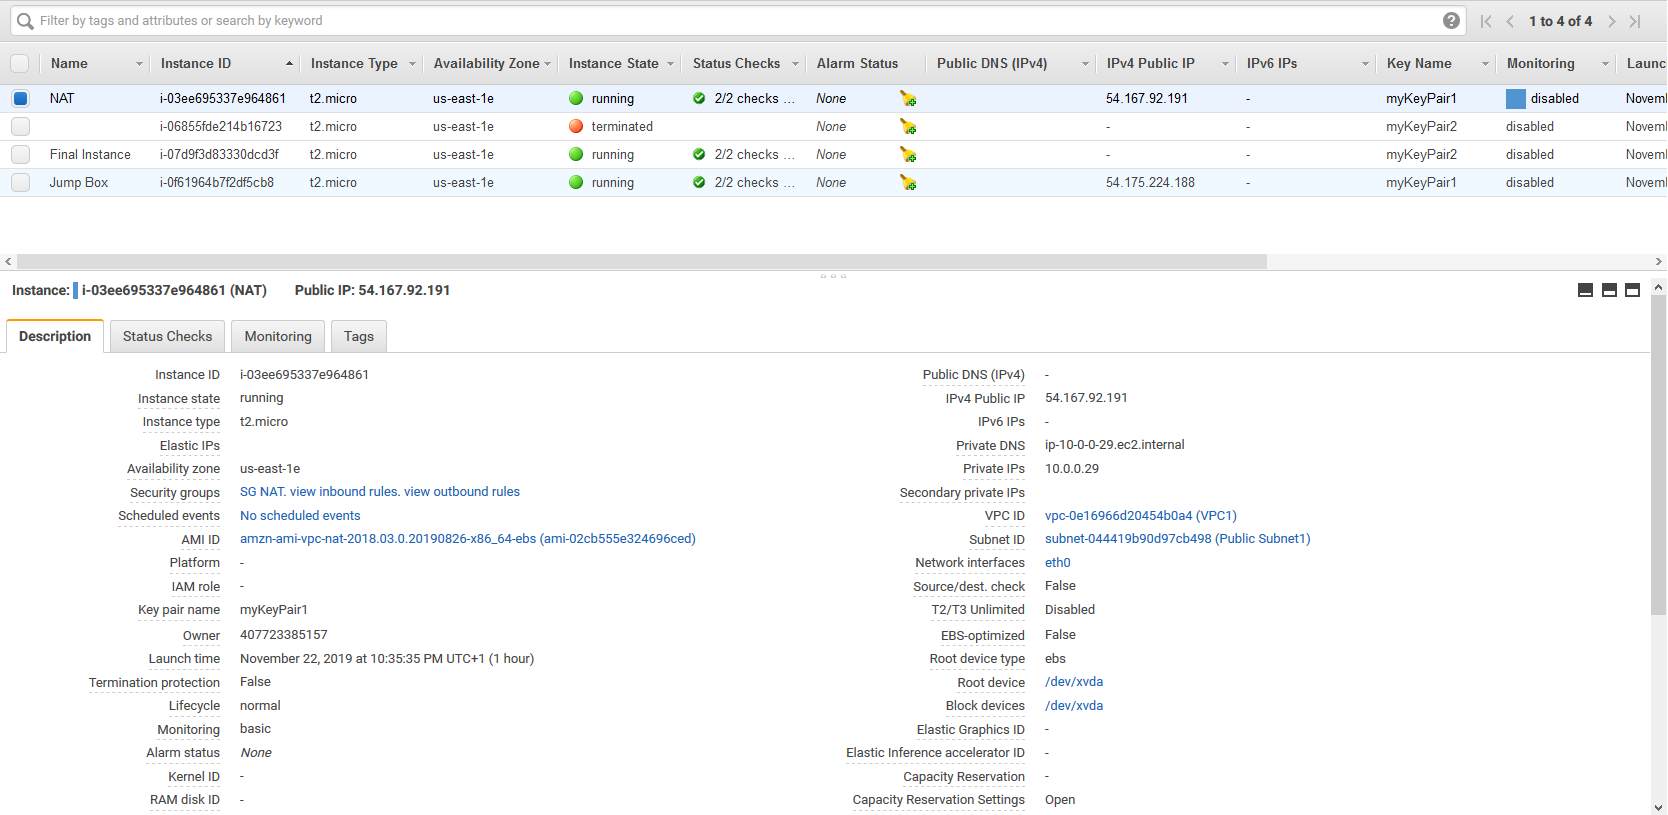 Filter by tags and attributes or search by keyword
1 to 4 of 4
Name Instance ID Instance Type Availability Zone Instance State Status Checks Alarm Status Public DNS (IPv4) IPv4 Public IP IPv6 IPs Key Name Monitoring Launc
NAT i-03ee695337e964861 t2.micro us-east-1e running 2/2 checks ... None 54.167.92.191 - myKeyPair1 disabled Novemb
i-06855fde214b16723 t2.micro us-east-1e terminated None - - myKeyPair2 disabled Novemb
Final Instance i-07d9f3d83330dcd3f t2.micro us-east-1e running 2/2 checks ... None - - myKeyPair2 disabled Novemb
Jump Box i-0f61964b7f2df5cb8 t2.micro us-east-1e running 2/2 checks ... None 54.175.224.188 - myKeyPair1 disabled Novemb
Instance: i-03ee695337e964861 (NAT) Public IP: 54.167.92.191
Description Status Checks Monitoring Tags
Instance ID i-03ee695337e964861 Public DNS (IPv4) -
Instance state running IPv4 Public IP 54.167.92.191
Instance type t2.micro IPv6 IPs -
Elastic IPs Private DNS ip-10-0-0-29.ec2.internal
Availability zone us-east-1e Private IPs 10.0.0.29
Security groups SG NAT. view inbound rules. view outbound rules Secondary private IPs
Scheduled events No scheduled events VPC ID vpc-0e16966d20454b0a4 (VPC1)
AMI ID amzn-ami-vpc-nat-2018.03.0.20190826-x86_64-ebs (ami-02cb555e324696ced) Subnet ID subnet-044419b90d97cb498 (Public Subnet1)
Platform - Network interfaces eth0
IAM role - Source/dest. check False
Key pair name myKeyPair1 T2/T3 Unlimited Disabled
Owner 407723385157 EBS-optimized False
Launch time November 22, 2019 at 10:35:35 PM UTC+1 (1 hour) Root device type ebs
Termination protection False Root device /dev/xvda
Lifecycle normal Block devices /dev/xvda
Monitoring basic Elastic Graphics ID -
Alarm status None Elastic Inference accelerator ID -
Kernel ID - Capacity Reservation -
RAM disk ID - Capacity Reservation Settings Open